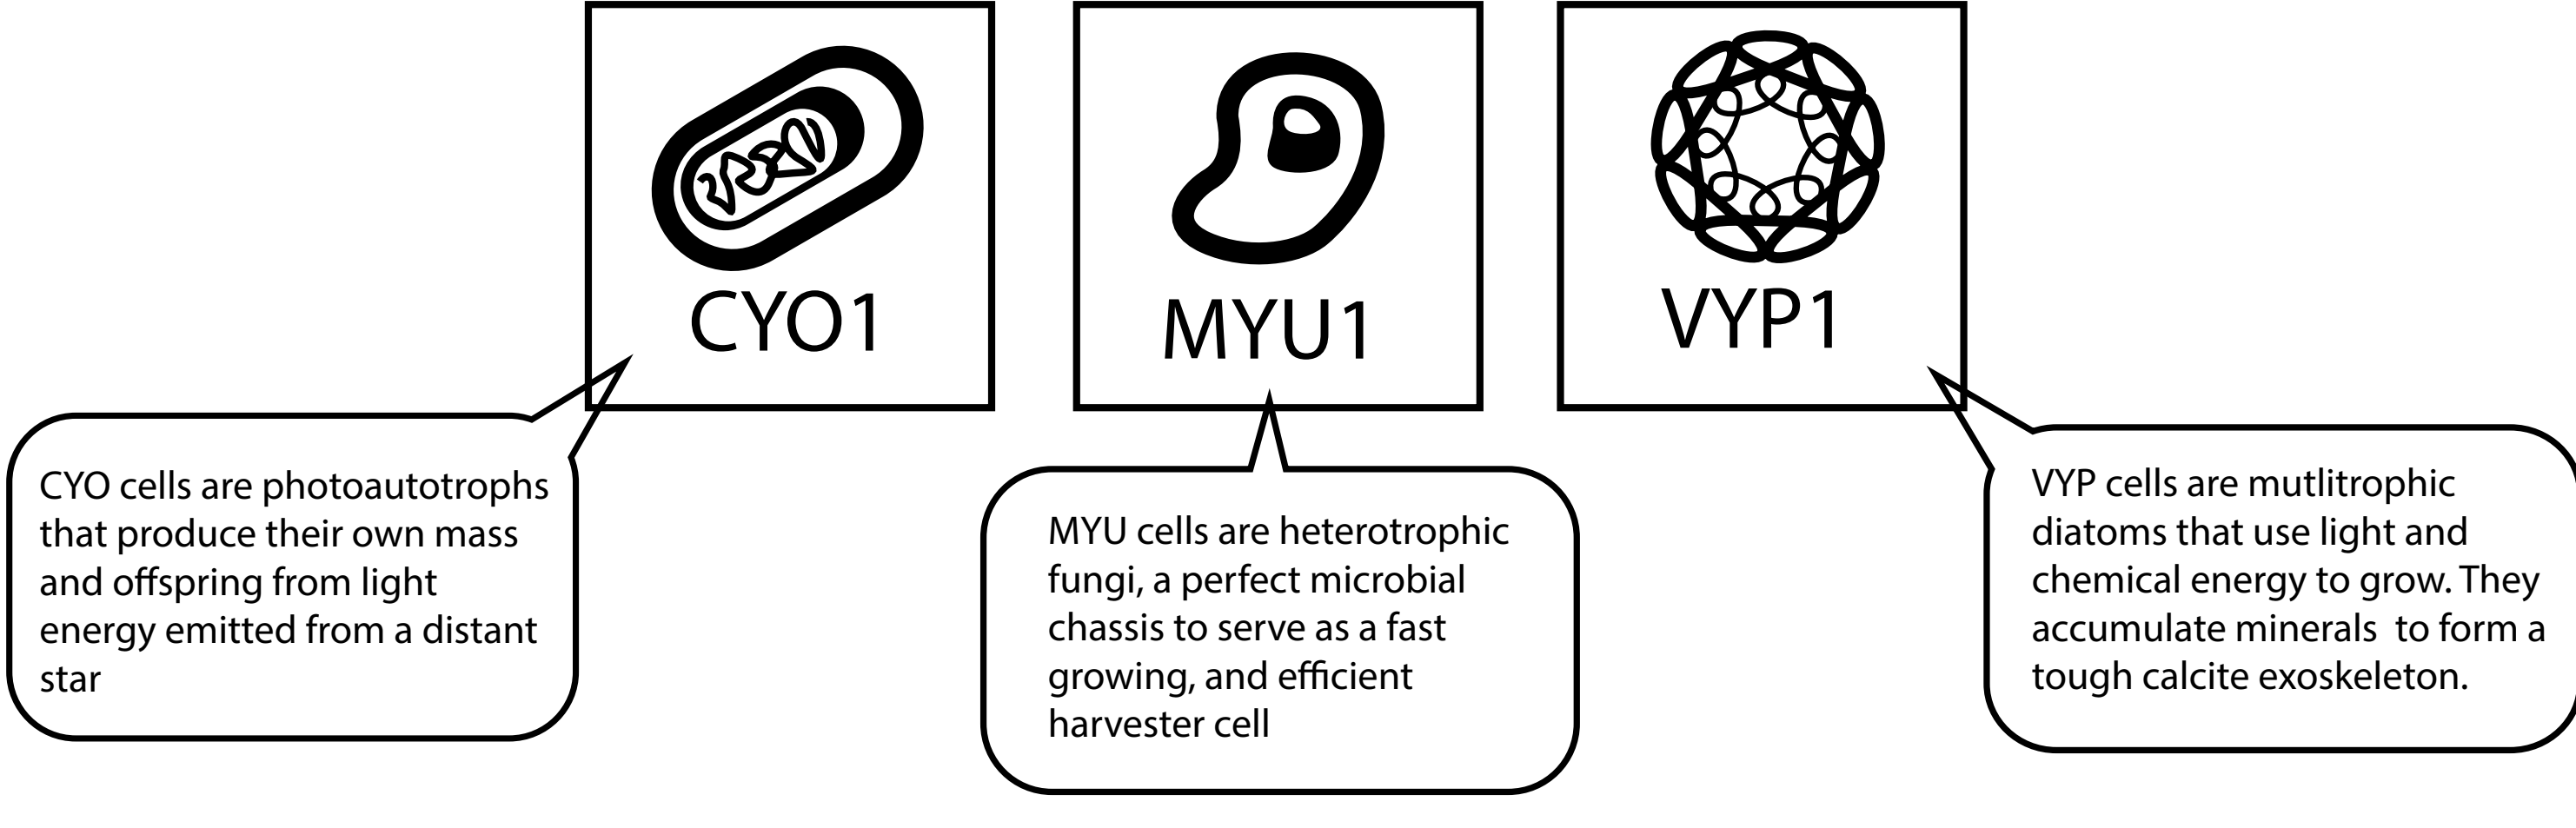 CYO1
MYU1
VYP1
CYO cells are photoautotrophs
that produce their own mass
and offspring from light
energy emitted from a distant
star
MYU cells are heterotrophic
fungi, a perfect microbial
chassis to serve as a fast
growing, and efficient
harvester cell
VYP cells are mutlitrophic
diatoms that use light and
chemical energy to grow. They
accumulate minerals  to form a
tough calcite exoskeleton.